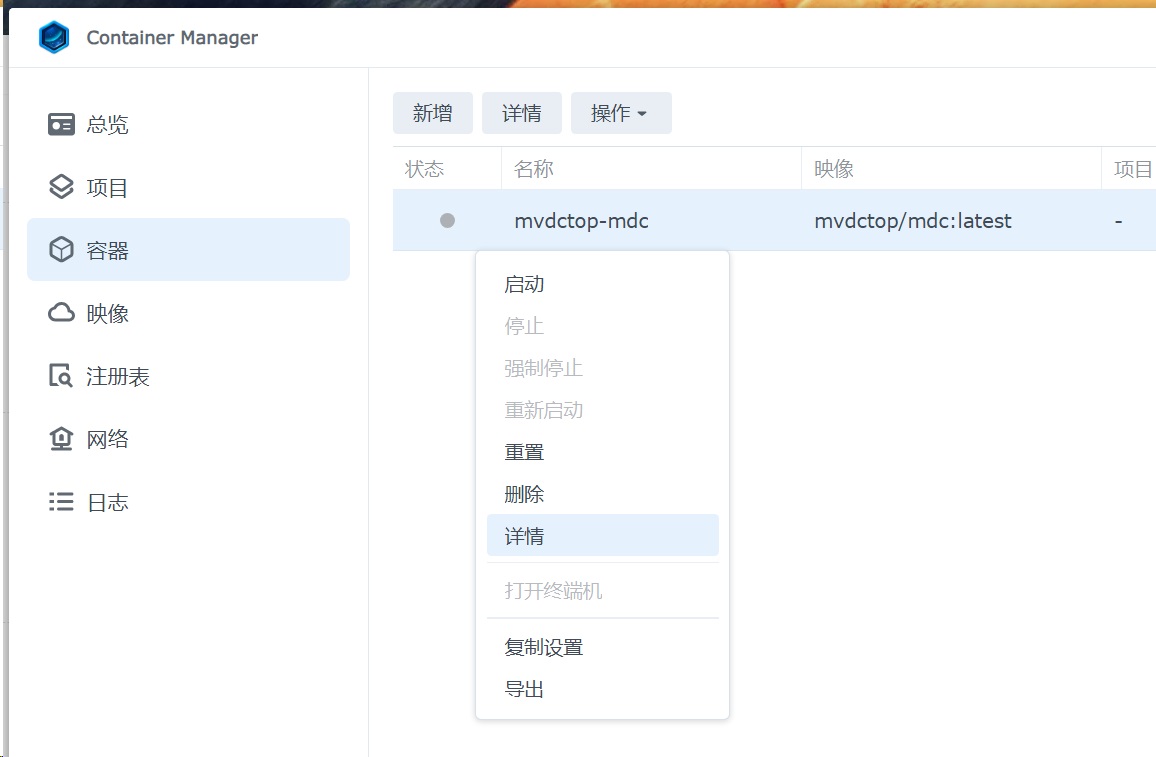 Container Manager
总览
项目
容器
映像
注册表
网络
日志
新增 详情 操作
状态 名称 映像 项目
mvdctop-mdc mvdctop/mdc:latest -
启动
停止
强制停止
重新启动
重置
删除
详情
打开终端机
复制设置
导出